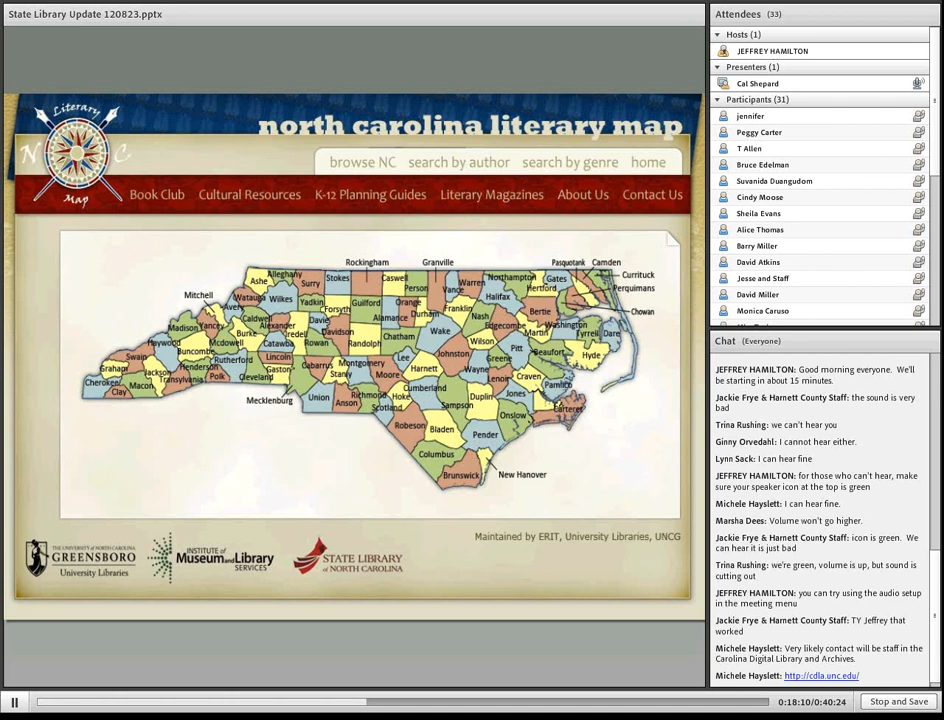 State Library Update 120823.pptx
Literary
N C
Map
north carolina literary map
browse NC search by author search by genre home
Book Club Cultural Resources K-12 Planning Guides Literary Magazines About Us Contact Us
Rockingham Granville Pasquotank Camden
Alleghany Currituck
Ashe Surry Stokes Caswell Person Vance Warren Northampton Gates Hertford Perquimans
Mitchell Watauga Wilkes Yadkin Forsyth Guilford Orange Durham Franklin Halifax Bertie Chowan
Avery Caldwell Alexander Davie Alamance Nash Edgecombe Washington
Madison Yancey Burke Iredell Davidson Randolph Chatham Wake Wilson Martin Tyrrell Dare
Haywood Buncombe Mcdowell Catawba Rowan Pitt Beaufort Hyde
Swain Rutherford Lincoln Cabarrus Montgomery Lee Johnston Greene
Graham Jackson Henderson Polk Cleveland Gaston Stanly Moore Harnett Wayne Lenoir Craven Pamlico
Cherokee Macon Transylvania Cumberland
Clay Mecklenburg Union Anson Richmond Hoke Scotland Sampson Duplin Jones Onslow Carteret
Robeson Bladen Pender
Columbus
Brunswick New Hanover
THE UNIVERSITY OF NORTH CAROLINA
GREENSBORO
University Libraries
INSTITUTE of
Museum and Library
SERVICES
STATE LIBRARY
OF NORTH CAROLINA
Maintained by ERIT, University Libraries, UNCG
Attendees (33)
Hosts (1)
JEFFREY HAMILTON
Presenters (1)
Cal Shepard
Participants (31)
jennifer
Peggy Carter
T Allen
Bruce Edelman
Suvanida Duangudom
Cindy Moose
Sheila Evans
Alice Thomas
Barry Miller
David Atkins
Jesse and Staff
David Miller
Monica Caruso
Chat (Everyone)
JEFFREY HAMILTON: Good morning everyone. We'll
be starting in about 15 minutes.
Jackie Frye & Harnett County Staff: the sound is very
bad
Trina Rushing: we can't hear you
Ginny Orvedahl: I cannot hear either.
Lynn Sack: I can hear fine
JEFFREY HAMILTON: for those who can't hear, make
sure your speaker icon at the top is green
Michele Hayslett: I can hear fine.
Marsha Dees: Volume won't go higher.
Jackie Frye & Harnett County Staff: icon is green. We
can hear it is just bad
Trina Rushing: we're green, volume is up, but sound is
cutting out
JEFFREY HAMILTON: you can try using the audio setup
in the meeting menu
Jackie Frye & Harnett County Staff: TY Jeffrey that
worked
Michele Hayslett: Very likely contact will be staff in the
Carolina Digital Library and Archives.
Michele Hayslett: http://cdla.unc.edu/
0:18:10/0:40:24
Stop and Save